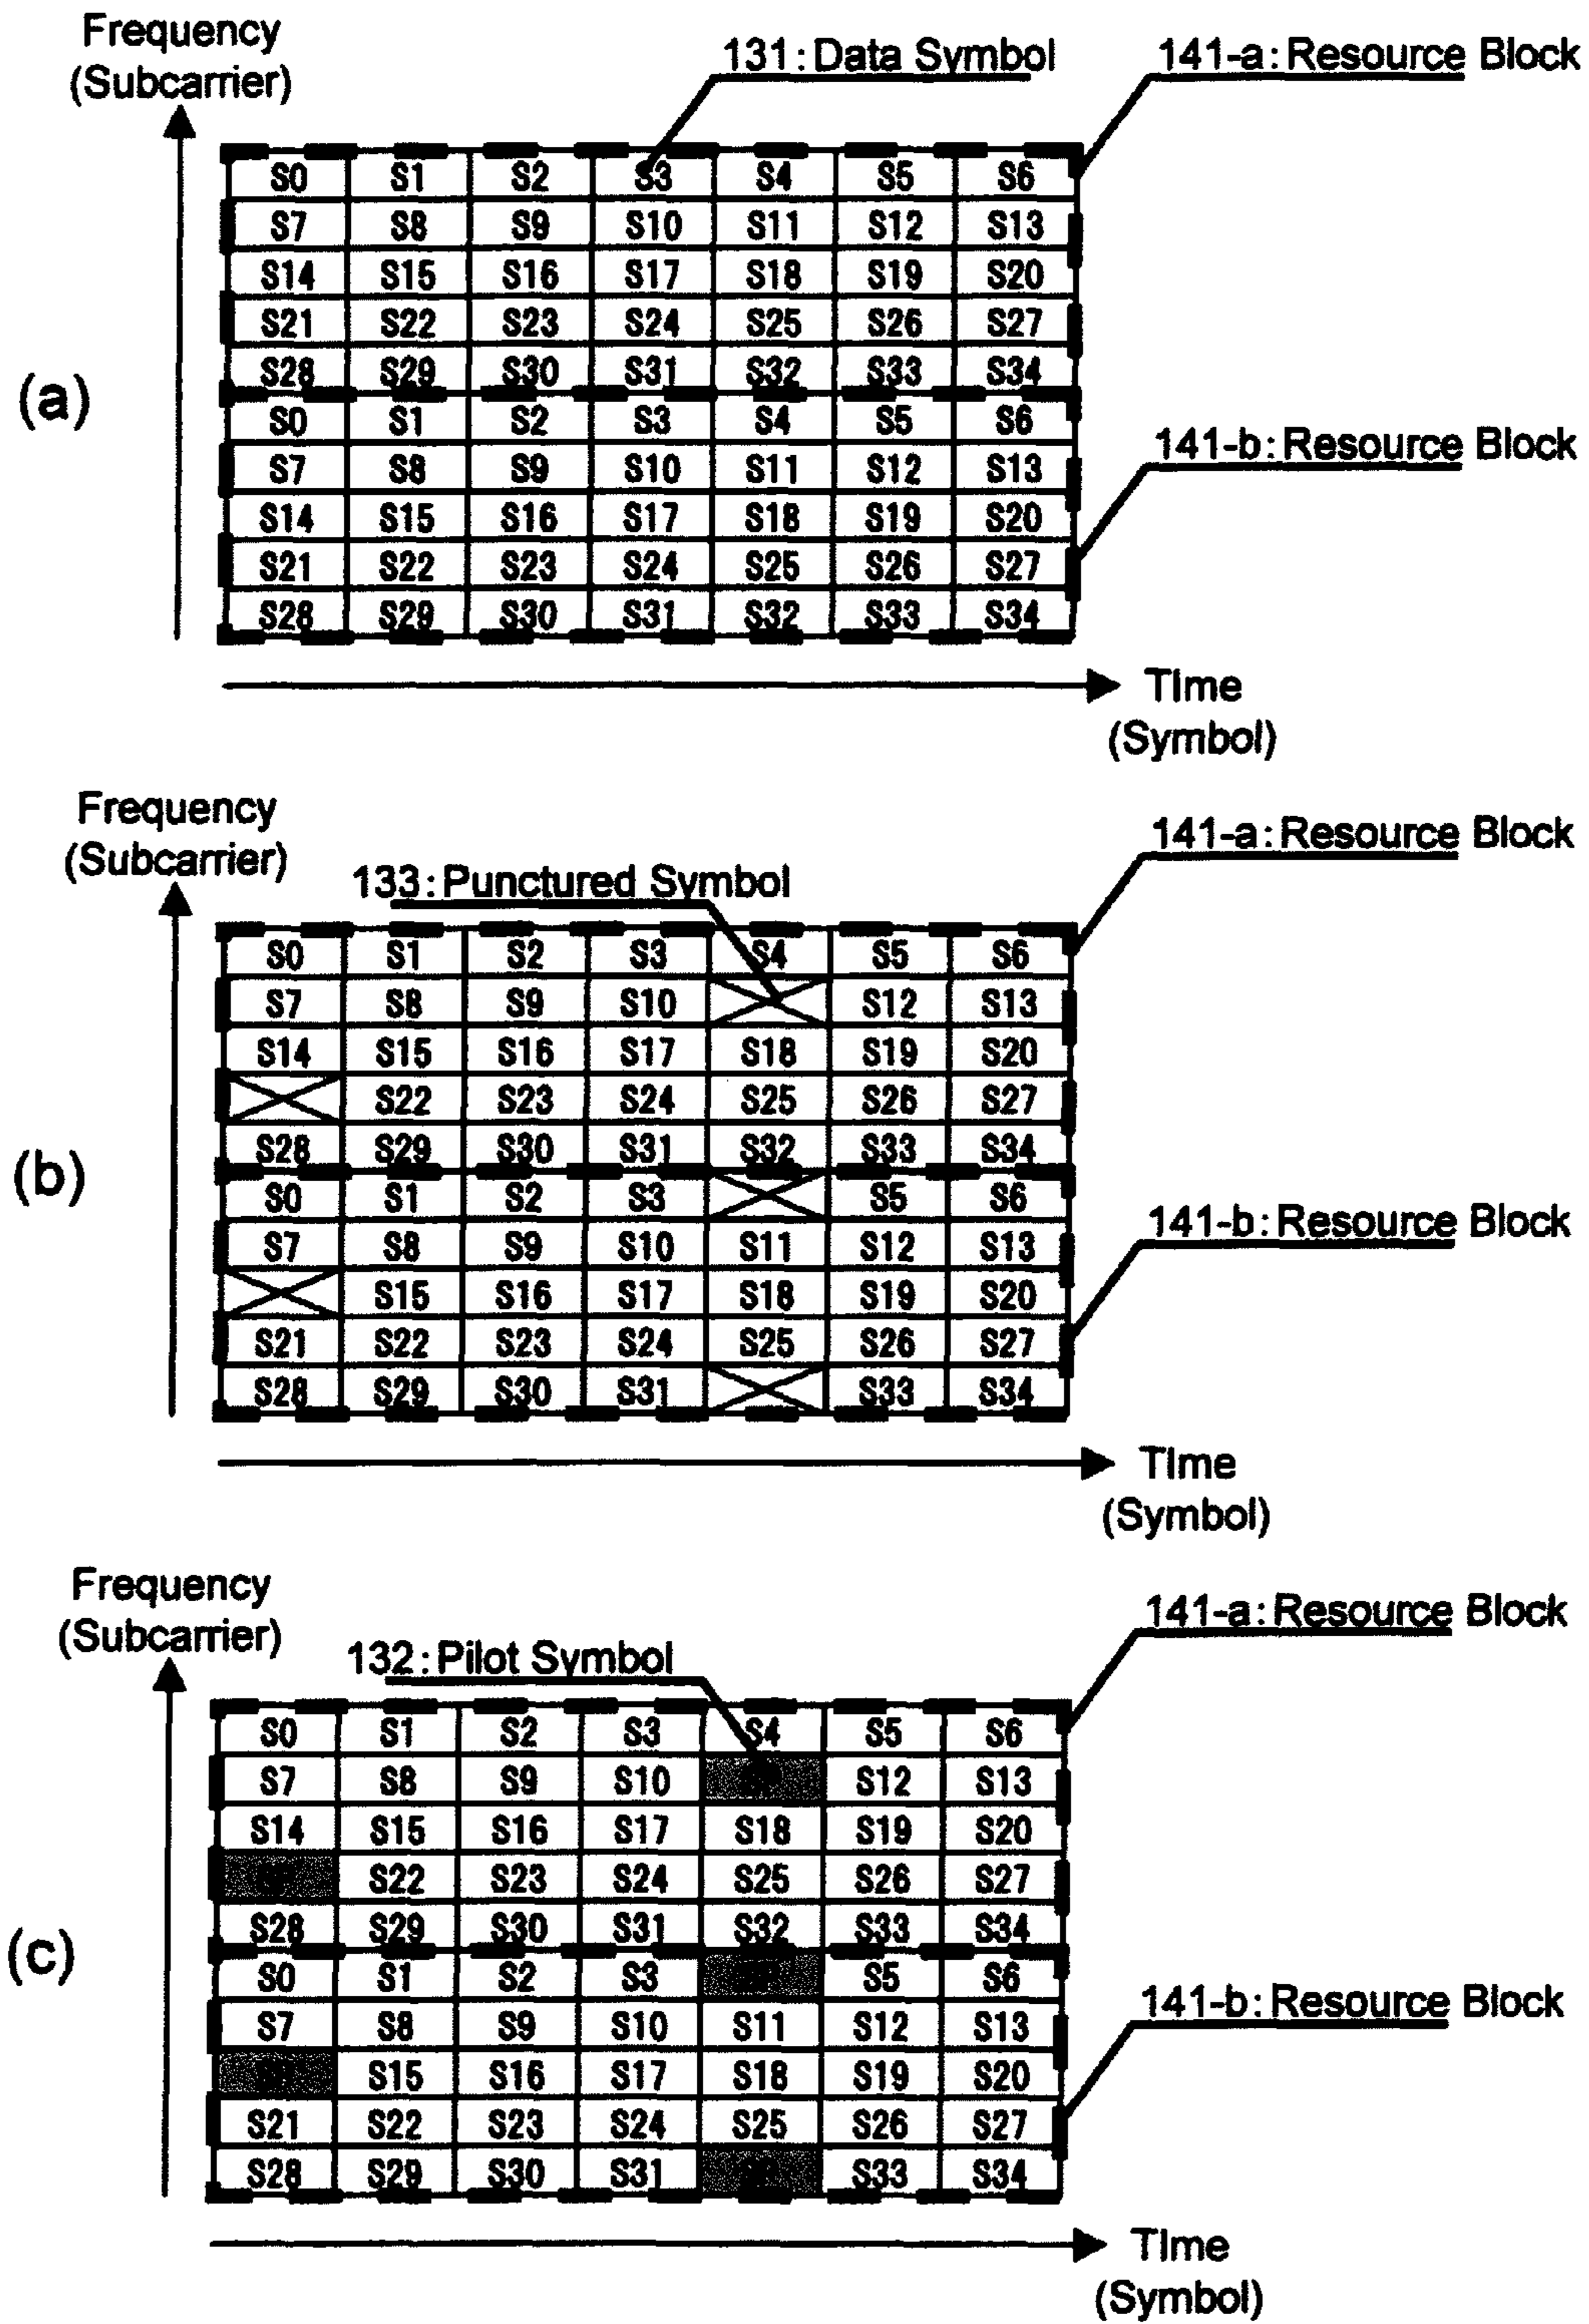 Frequency
(Subcarrier)
131:Data Symbol
141-a:Resource Block
S0 S1 S2 S3 S4 S5 S6
S7 S8 S9 S10 S11 S12 S13
S14 S15 S16 S17 S18 S19 S20
S21 S22 S23 S24 S25 S26 S27
S28 S29 S30 S31 S32 S33 S34
(a)
S0 S1 S2 S3 S4 S5 S6
141-b:Resource Block
S7 S8 S9 S10 S11 S12 S13
S14 S15 S16 S17 S18 S19 S20
S21 S22 S23 S24 S25 S26 S27
S28 S29 S30 S31 S32 S33 S34
TIme
(Symbol)
Frequency
(Subcarrier)
141-a:Resource Block
133:Punctured Symbol
S0 S1 S2 S3 S4 S5 S6
S7 S8 S9 S10 S12 S13
S14 S15 S16 S17 S18 S19 S20
S22 S23 S24 S25 S26 S27
S28 S29 S30 S31 S32 S33 S34
(b)
S0 S1 S2 S3 S5 S6
141-b:Resource Block
S7 S8 S9 S10 S11 S12 S13
S15 S16 S17 S18 S19 S20
S21 S22 S23 S24 S25 S26 S27
S28 S29 S30 S31 S33 S34
TIme
(Symbol)
Frequency
(Subcarrier)
141-a:Resource Block
132:Pilot Symbol
S0 S1 S2 S3 S4 S5 S6
S7 S8 S9 S10 S12 S13
S14 S15 S16 S17 S18 S19 S20
S22 S23 S24 S25 S26 S27
S28 S29 S30 S31 S32 S33 S34
(c)
S0 S1 S2 S3 S5 S6
141-b:Resource Block
S7 S8 S9 S10 S11 S12 S13
S15 S16 S17 S18 S19 S20
S21 S22 S23 S24 S25 S26 S27
S28 S29 S30 S31 S33 S34
TIme
(Symbol)